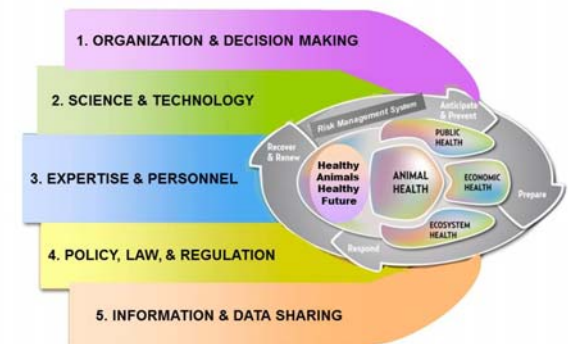 1. ORGANIZATION & DECISION MAKING
2. SCIENCE & TECHNOLOGY
3. EXPERTISE & PERSONNEL
4. POLICY, LAW, & REGULATION
5. INFORMATION & DATA SHARING
Risk Management System
Anticipate
& Prevent
Recover
& Renew
PUBLIC
HEALTH
Healthy
Animals
Healthy
Future
ANIMAL
HEALTH
ECONOMIC
HEALTH
Prepare
ECOSYSTEM
HEALTH
Respond